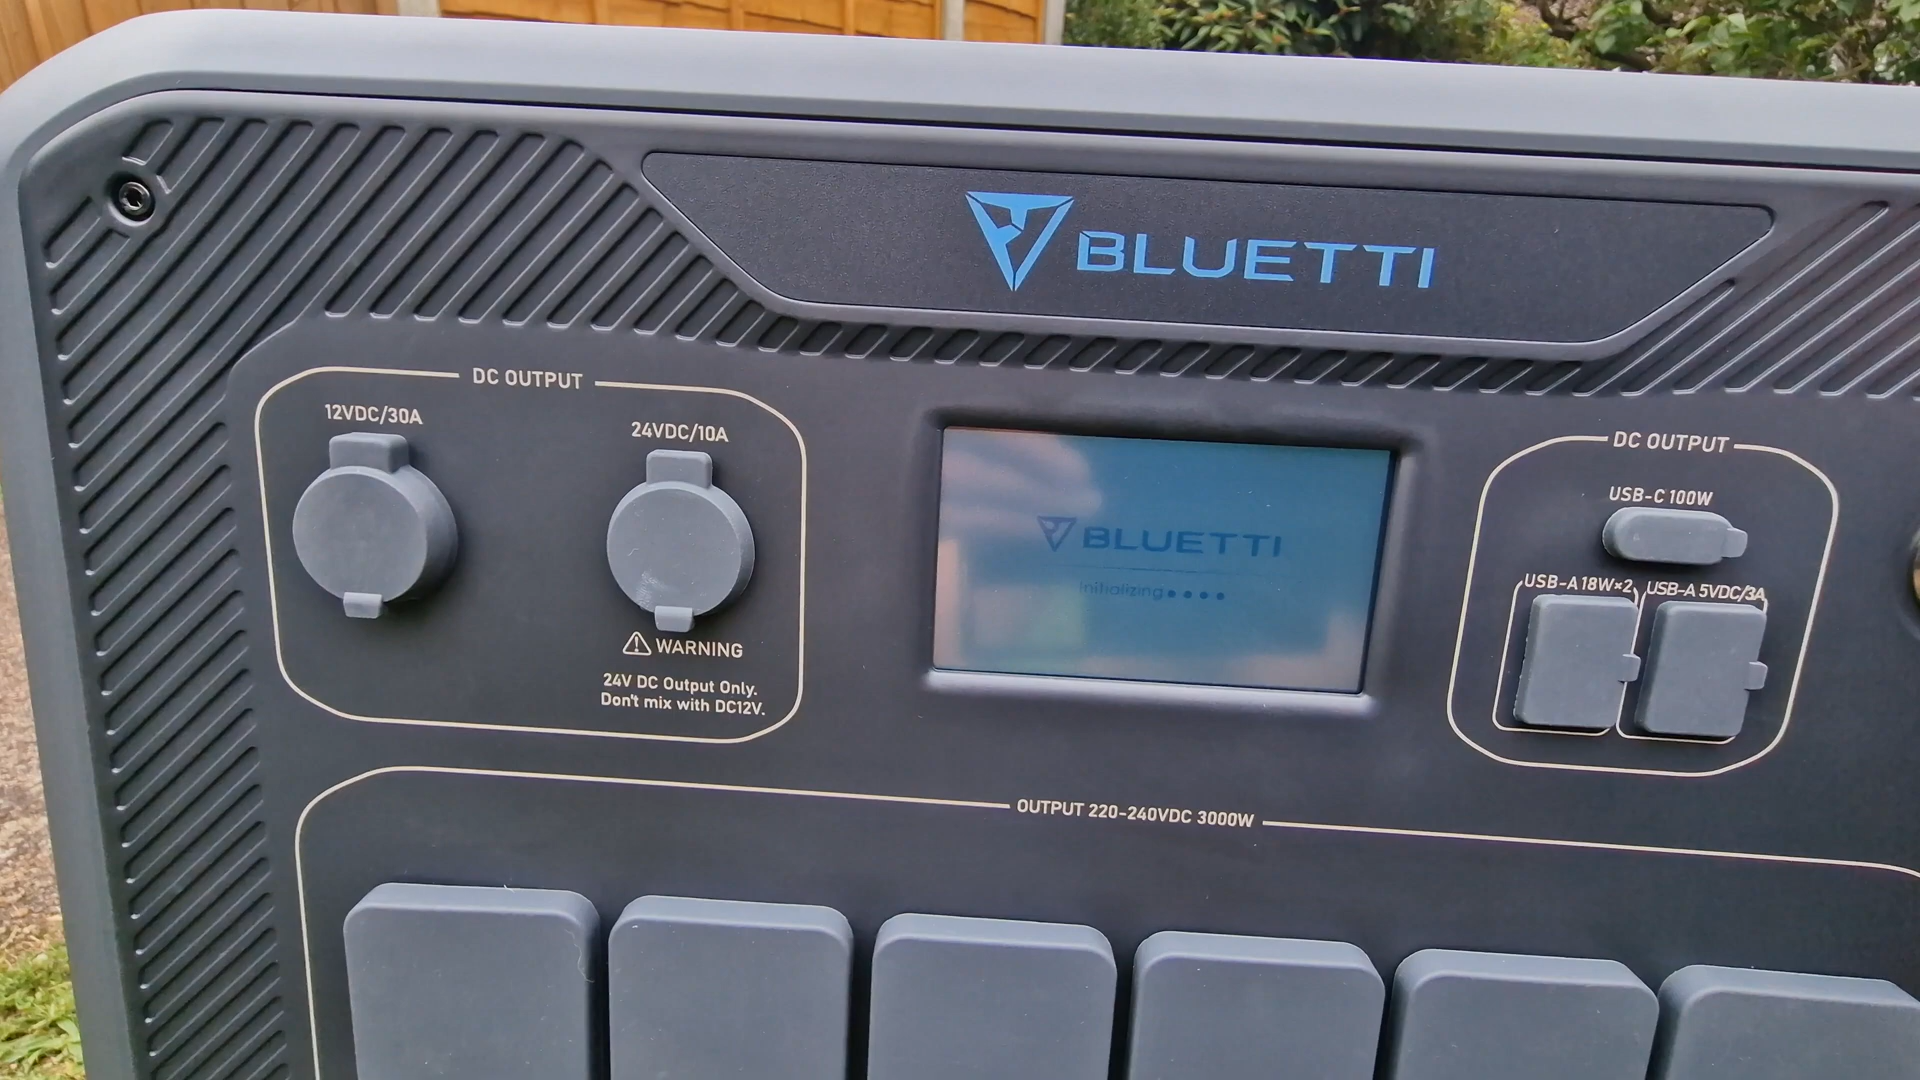 BLUETTI
DC OUTPUT
12VDC/30A
24VDC/10A
WARNING
24V DC Output Only.
Don't mix with DC12V.
BLUETTI
Initializing
DC OUTPUT
USB-C 100W
USB-A 18W×2
USB-A 5VDC/3A
OUTPUT 220-240VDC 3000W